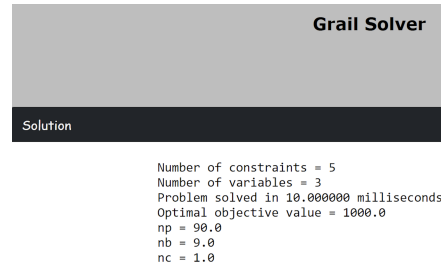 Grail Solver
Solution
Number of constraints = 5
Number of variables = 3
Problem solved in 10.000000 milliseconds
Optimal objective value = 1000.0
np = 90.0
nb = 9.0
nc = 1.0